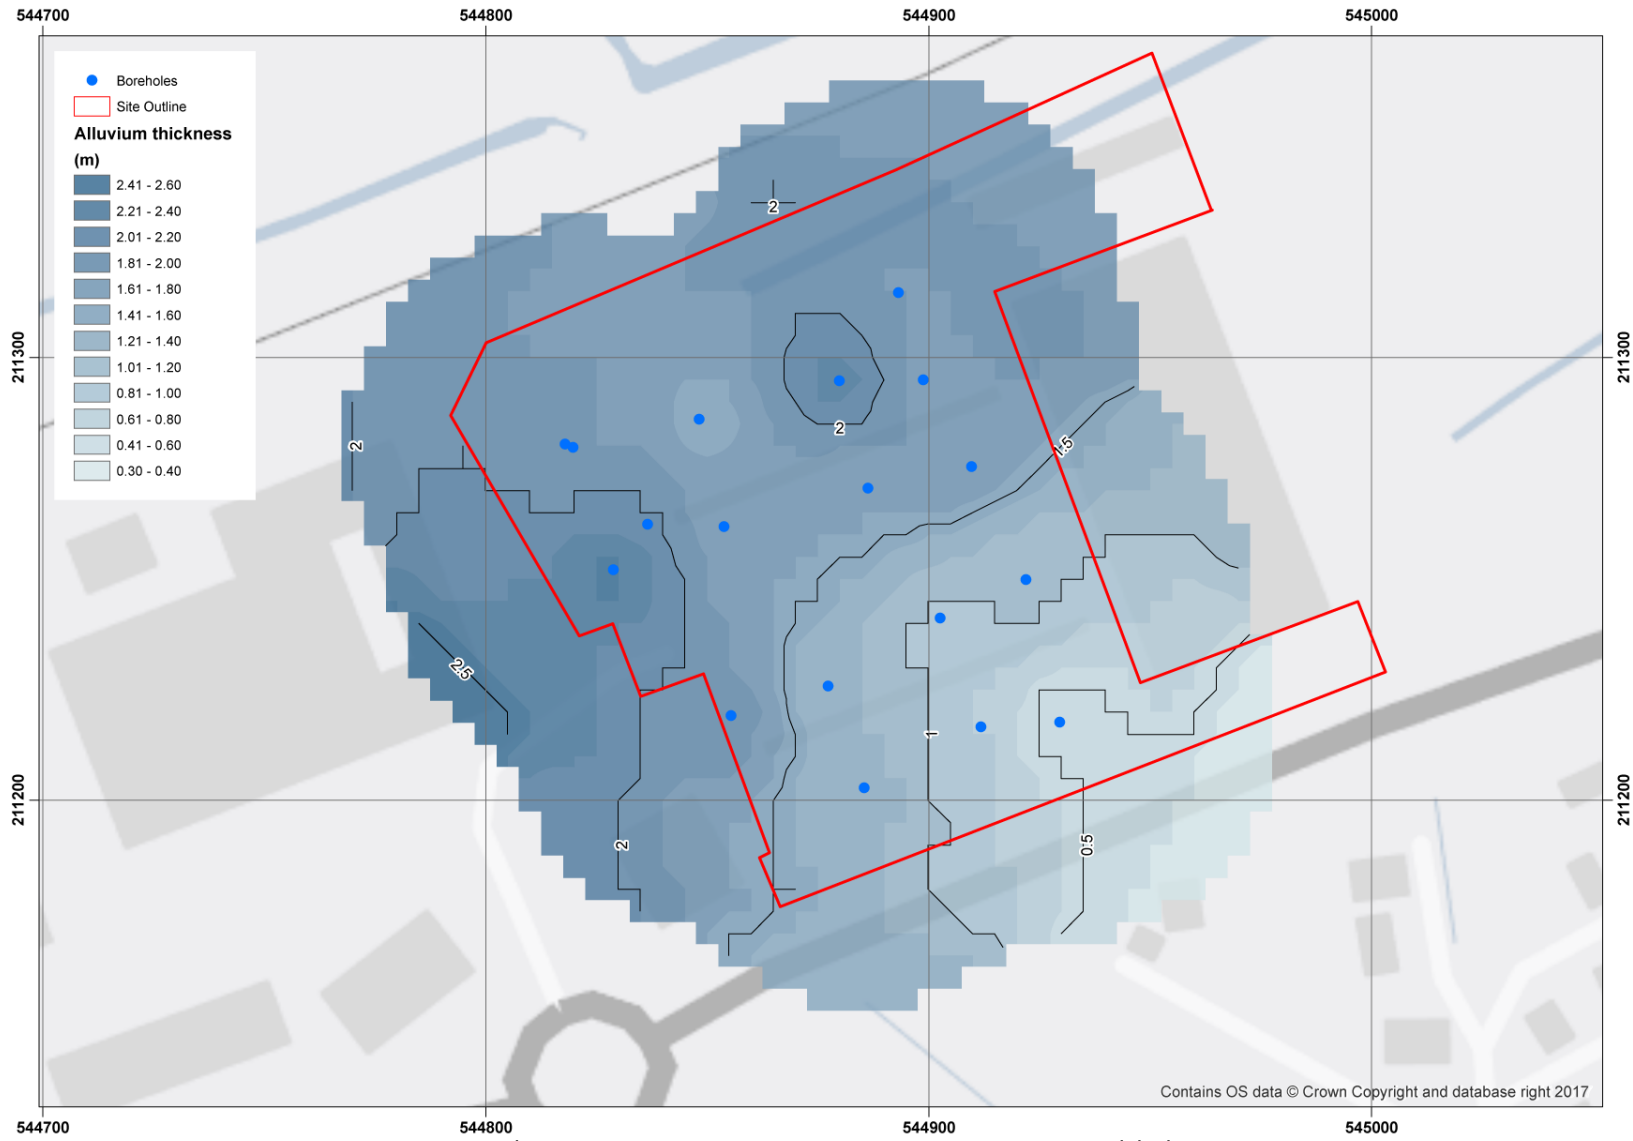 544700 544800 544900 545000
Boreholes
Site Outline
Alluvium thickness
(m)
2.41 - 2.60
2.21 - 2.40
2.01 - 2.20
1.81 - 2.00
1.61 - 1.80
1.41 - 1.60
1.21 - 1.40
1.01 - 1.20
0.81 - 1.00
0.61 - 0.80
0.41 - 0.60
0.30 - 0.40
2
211300
211300
2
2
1.5
2.5
1
211200
211200
2
0.5
Contains OS data © Crown Copyright and database right 2017
544700 544800 544900 545000